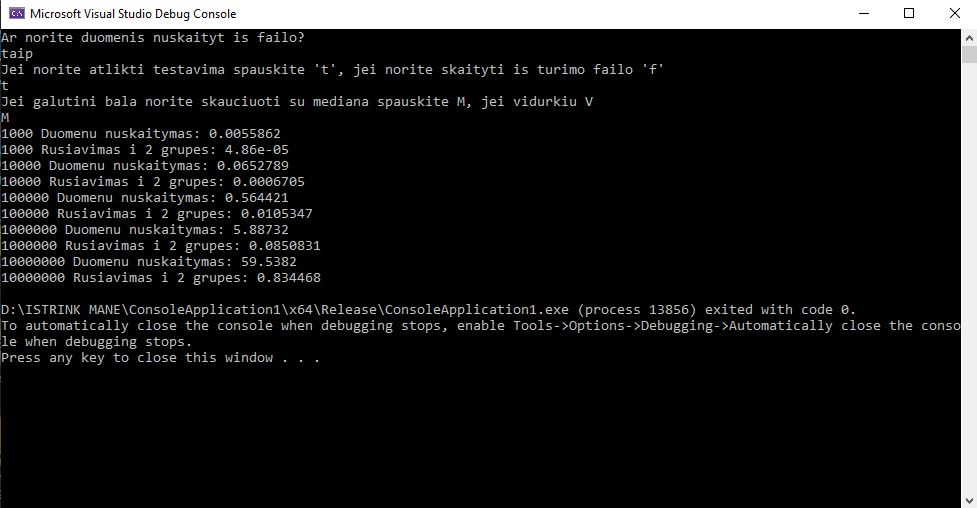 Microsoft Visual Studio Debug Console
Ar norite duomenis nuskaityt is failo?
taip
Jei norite atlikti testavima spauskite 't', jei norite skaityti is turimo failo 'f'
t
Jei galutini bala norite skauciuoti su mediana spauskite M, jei vidurkiu V
M
1000 Duomenu nuskaitymas: 0.0055862
1000 Rusiavimas i 2 grupes: 4.86e-05
10000 Duomenu nuskaitymas: 0.0652789
10000 Rusiavimas i 2 grupes: 0.0006705
100000 Duomenu nuskaitymas: 0.564421
100000 Rusiavimas i 2 grupes: 0.0105347
1000000 Duomenu nuskaitymas: 5.88732
1000000 Rusiavimas i 2 grupes: 0.0850831
10000000 Duomenu nuskaitymas: 59.5382
10000000 Rusiavimas i 2 grupes: 0.834468
D:\ISTRINK MANE\ConsoleApplication1\x64\Release\ConsoleApplication1.exe (process 13856) exited with code 0.
To automatically close the console when debugging stops, enable Tools->Options->Debugging->Automatically close the conso
le when debugging stops.
Press any key to close this window . . .